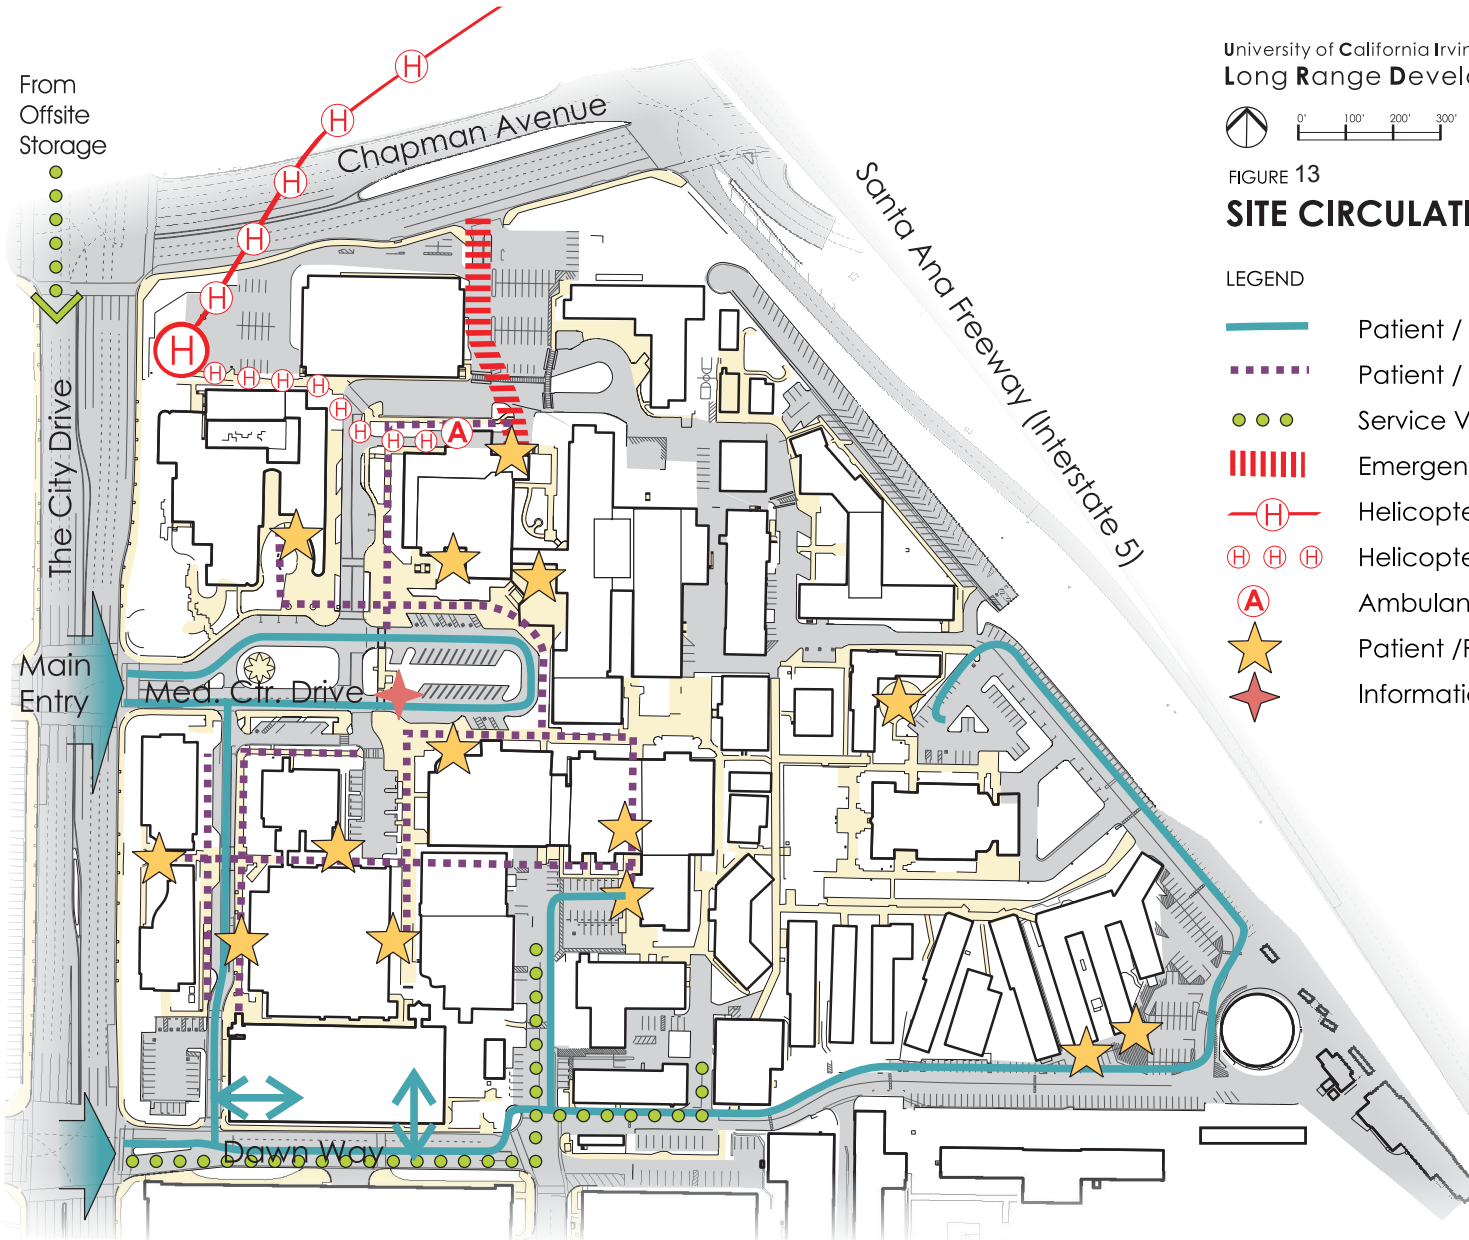 University of California Irvin
Long Range Develo
0' 100' 200' 300'
FIGURE 13
SITE CIRCULATI
LEGEND
Patient /
Patient /
Service V
Emergen
H Helicopte
H H H Helicopte
A Ambulan
Patient /F
Informatio
From
Offsite
Storage
Chapman Avenue
Santa Ana Freeway (Interstate 5)
The City Drive
H
H
H
H
H
H
H H H H
H
H H H A
Main
Entry
Med. Ctr. Drive
Dawn Way